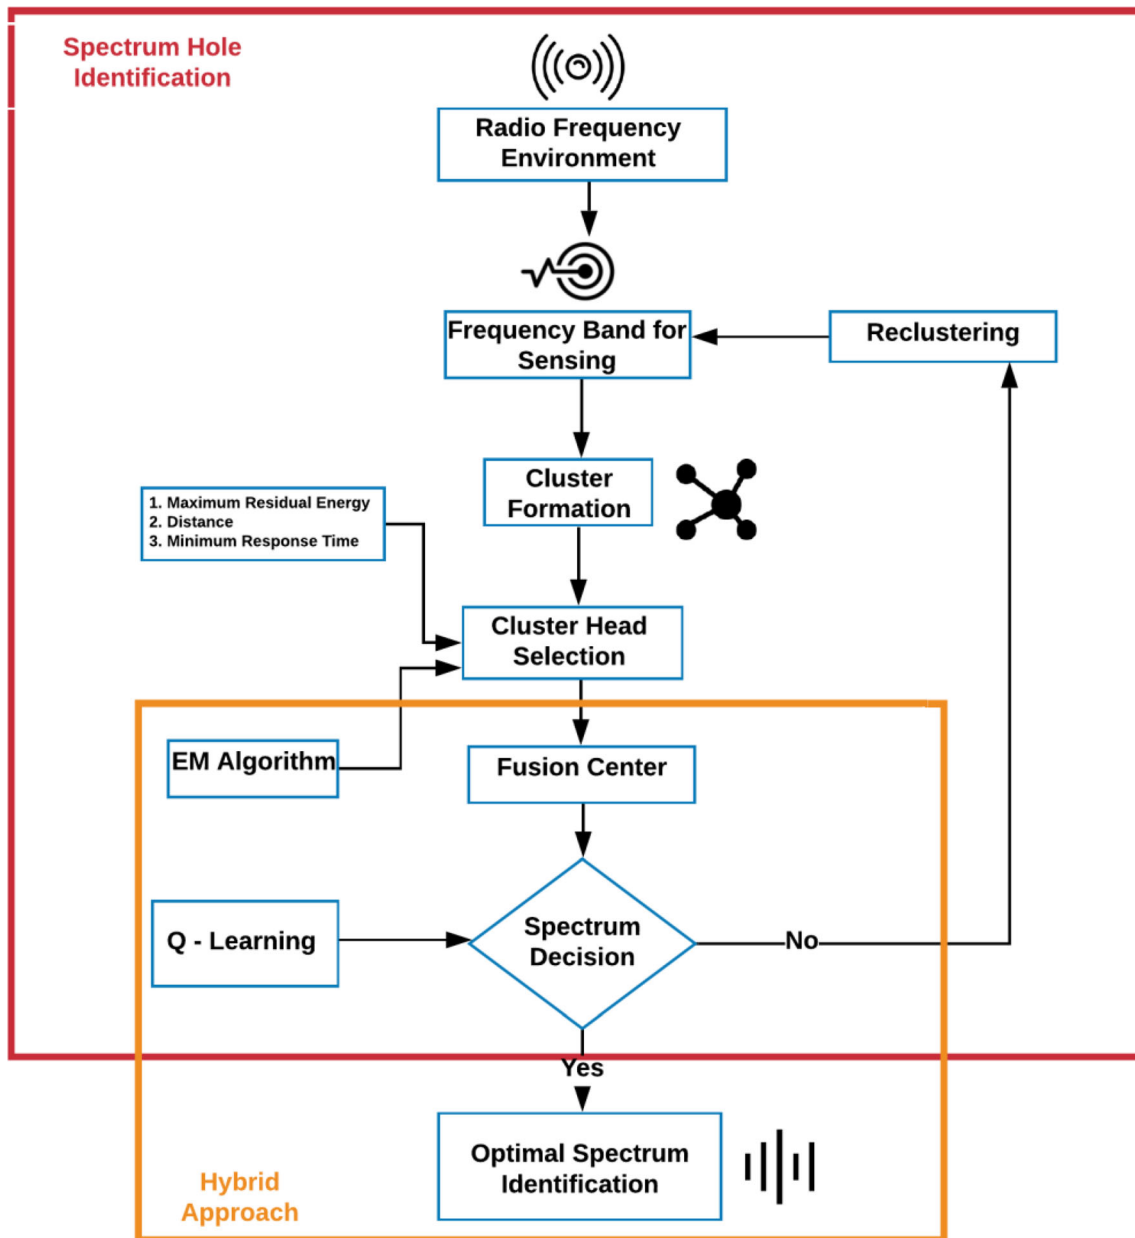 Spectrum Hole
Identification
Radio Frequency
Environment
Frequency Band for
Sensing
Reclustering
Cluster
Formation
1. Maximum Residual Energy
2. Distance
3. Minimum Response Time
Cluster Head
Selection
EM Algorithm
Fusion Center
Q - Learning
Spectrum
Decision
No
Yes
Optimal Spectrum
Identification
Hybrid
Approach